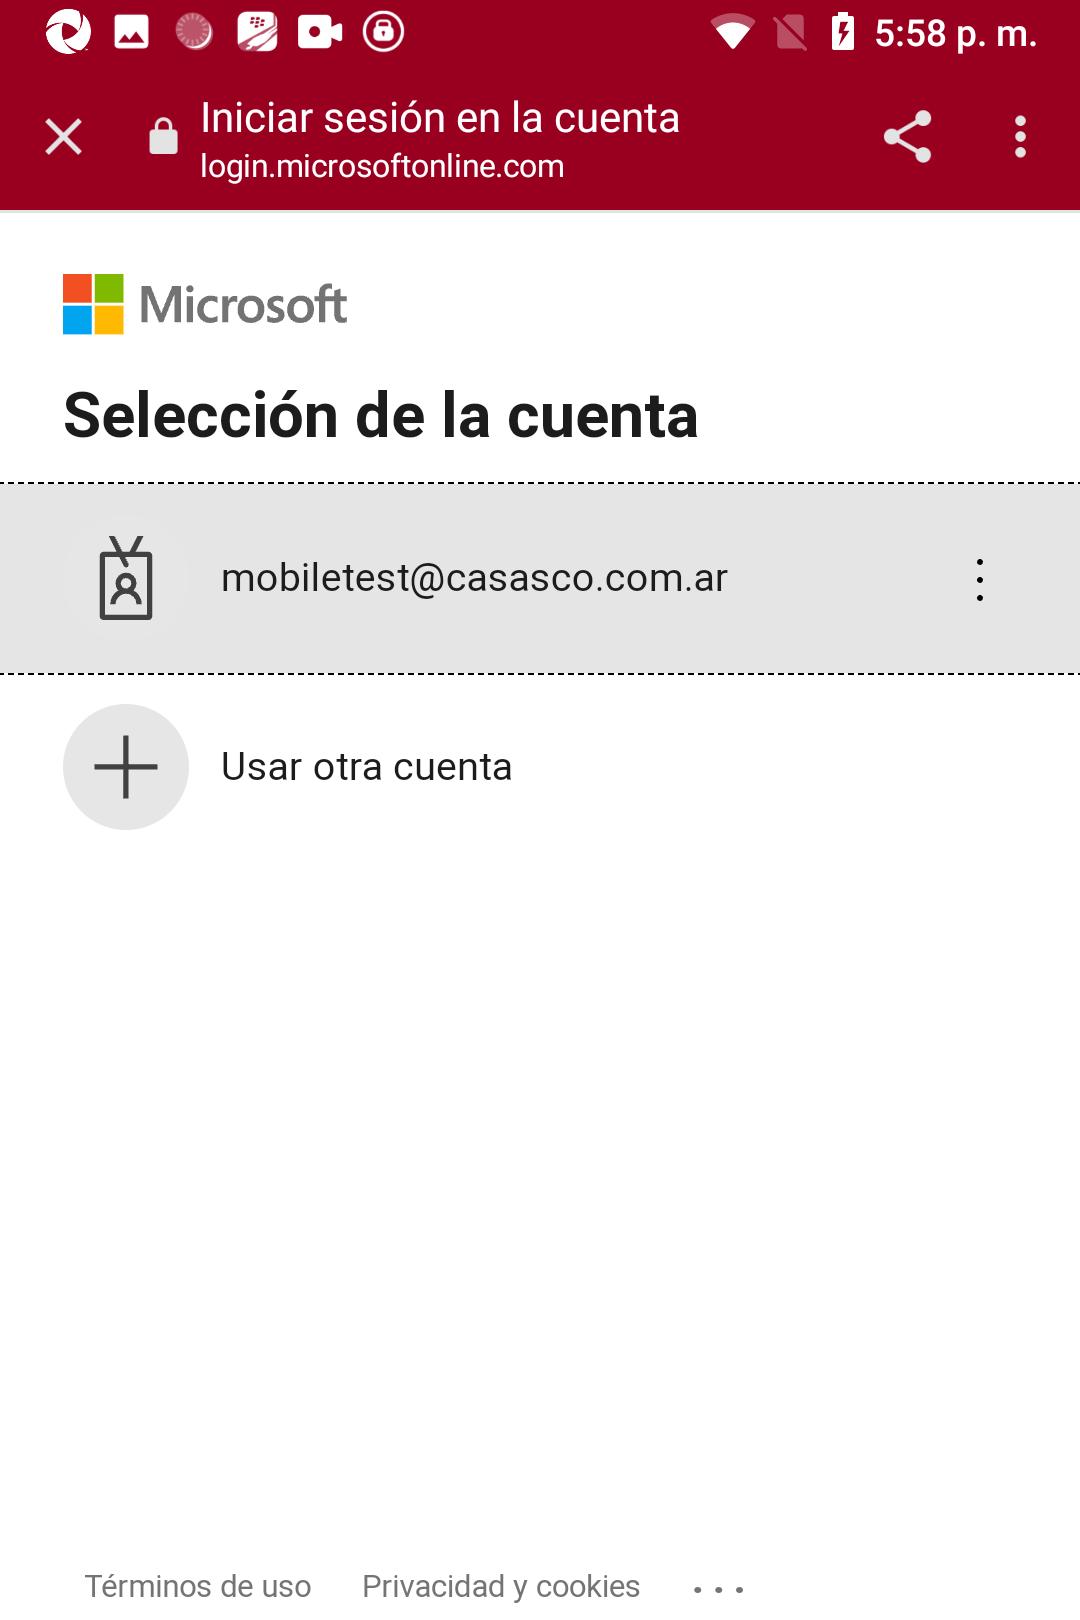 5:58 p. m.
Iniciar sesión en la cuenta
login.microsoftonline.com
Microsoft
Selección de la cuenta
mobiletest@casasco.com.ar
Usar otra cuenta
Términos de uso Privacidad y cookies ...